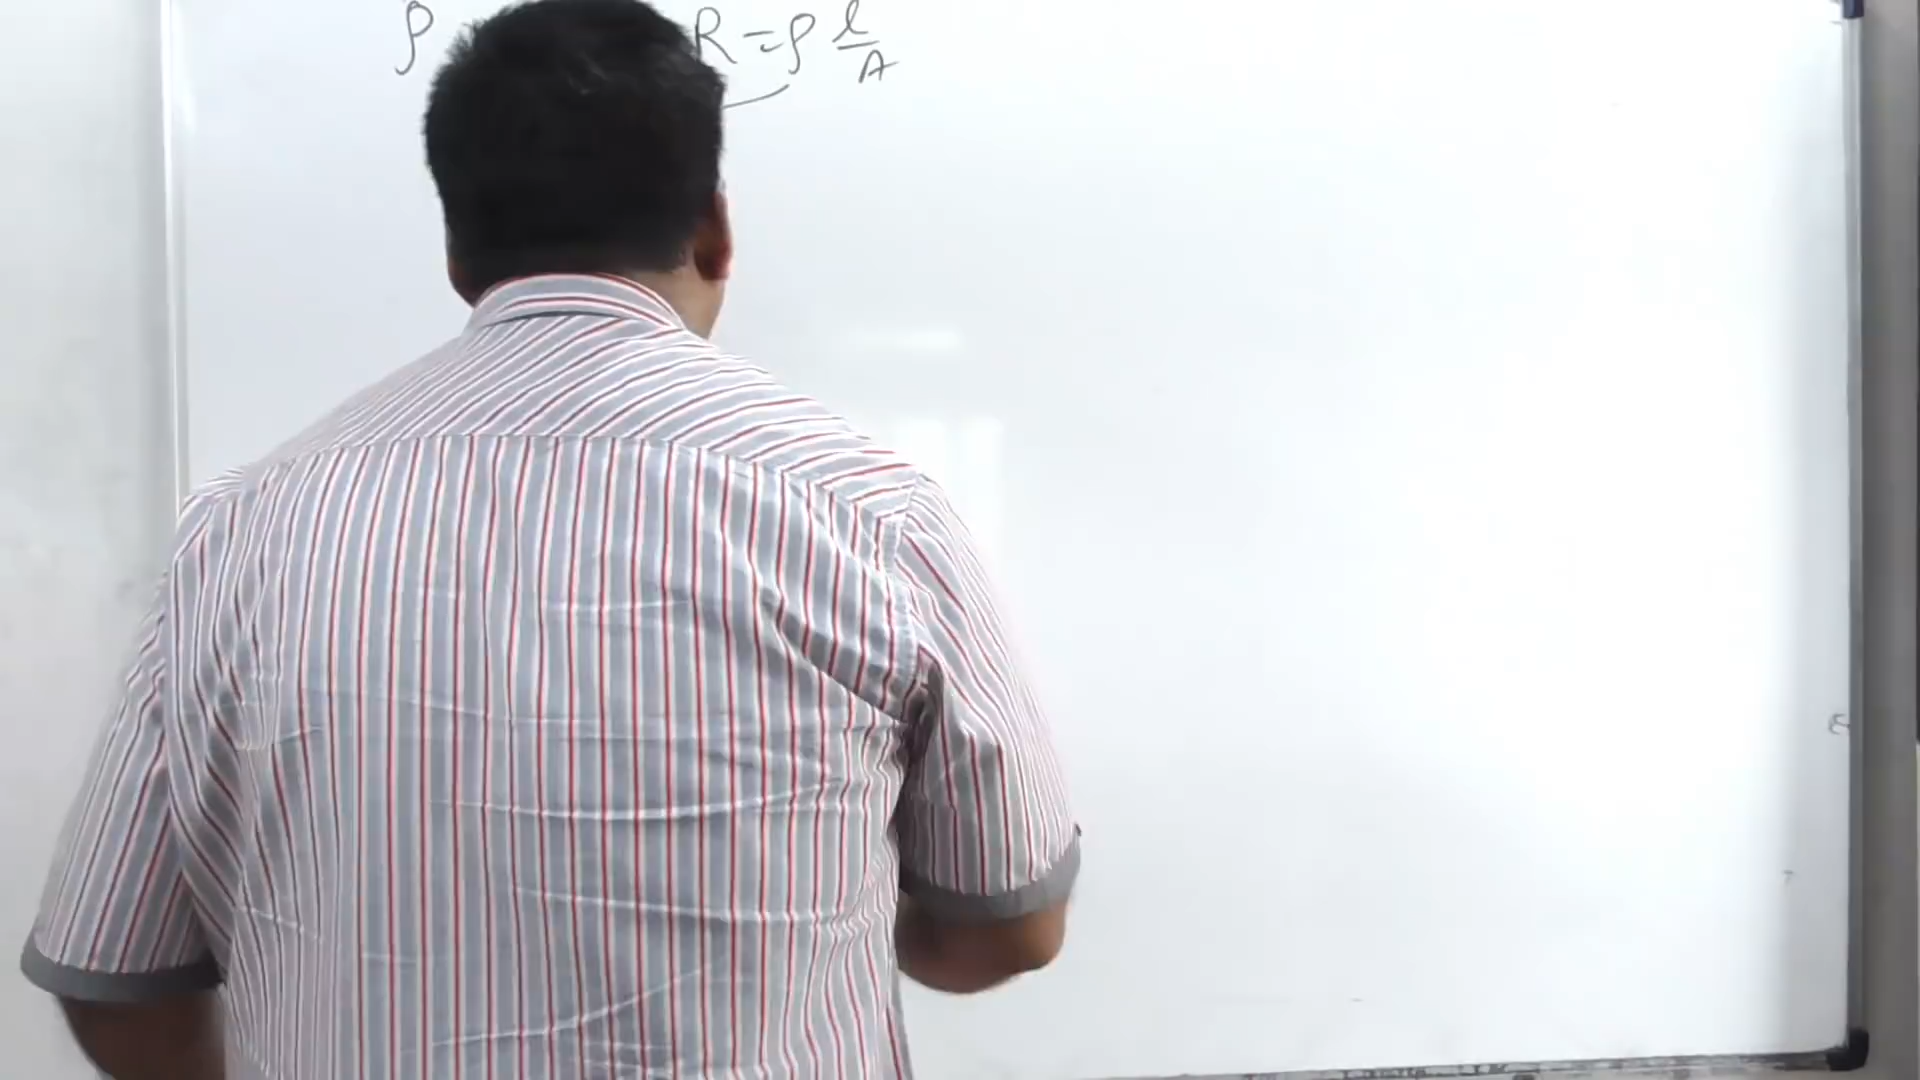 ρ R = ρ l/A